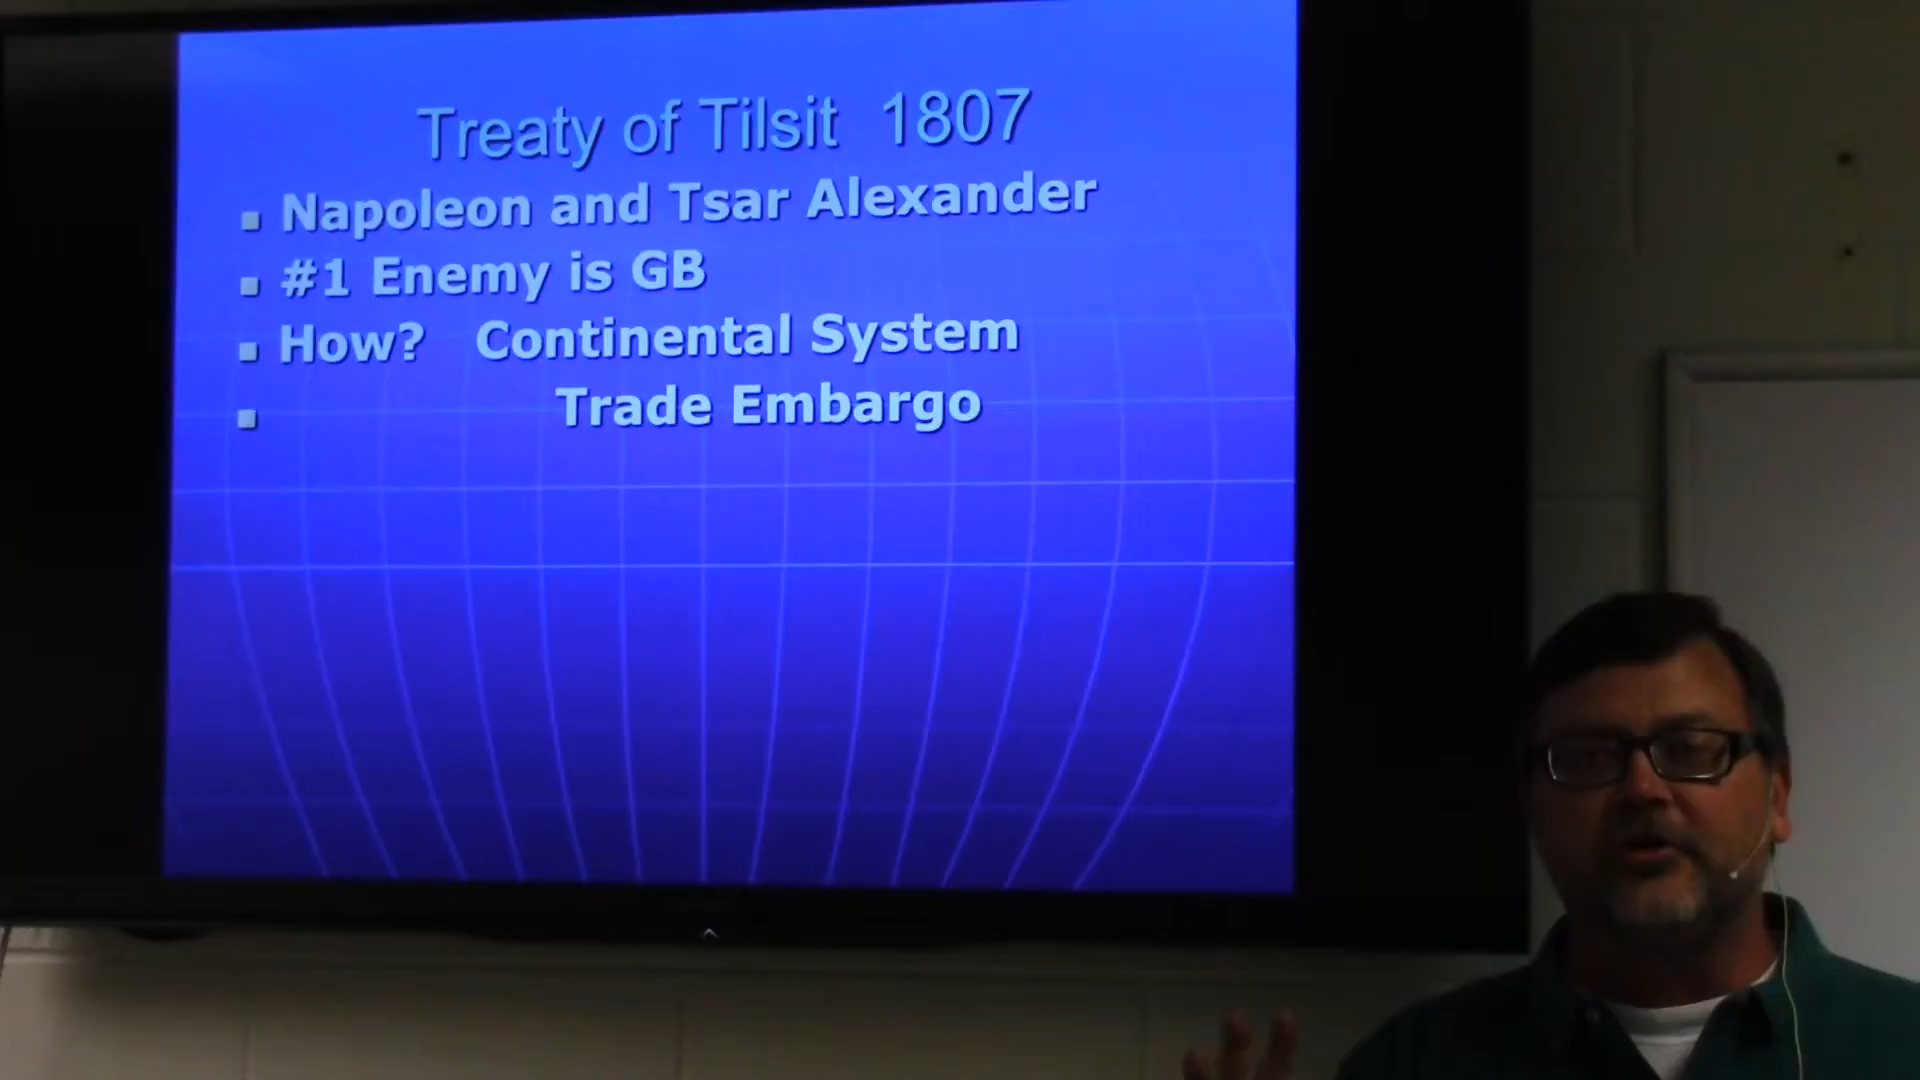 Treaty of Tilsit 1807
Napoleon and Tsar Alexander
#1 Enemy is GB
How? Continental System
Trade Embargo